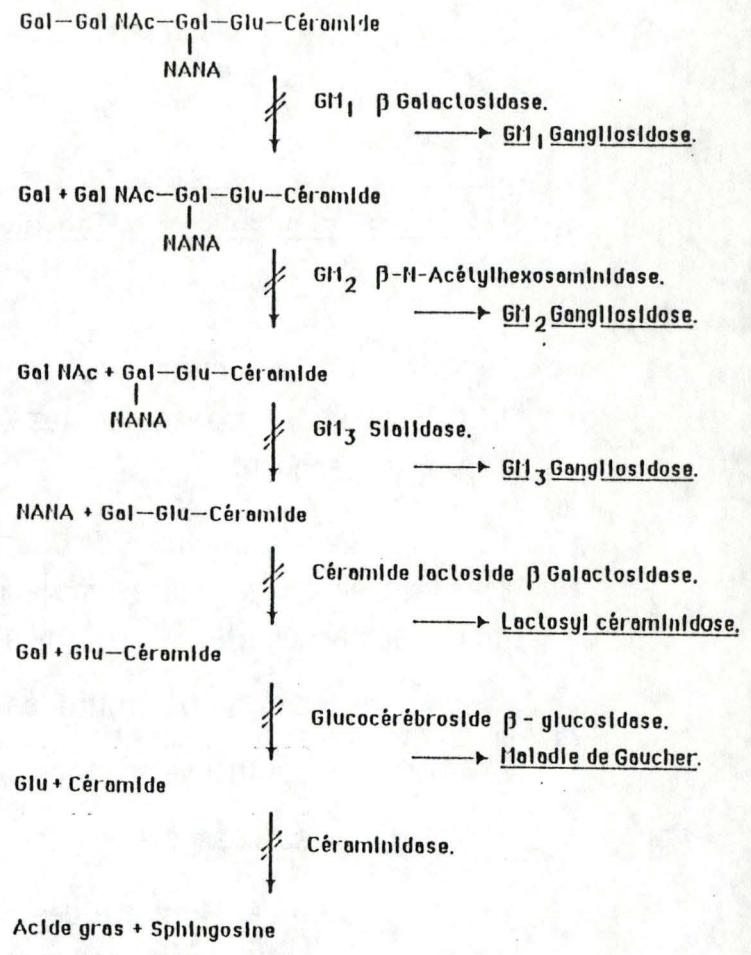 Gal—Gal NAc—Gal—Glu—Céramide
NANA
GM1 β Galactosidase.
GM1 Gangliosidose.
Gal + Gal NAc—Gal—Glu—Céramide
NANA
GM2 β-N-Acétylhexosaminidase.
GM2 Gangliosidose.
Gal NAc + Gal—Glu—Céramide
NANA
GM3 Sialidase.
GM3 Gangliosidose.
NANA + Gal—Glu—Céramide
Céramide lactoside β Galactosidase.
Lactosyl céraminidose.
Gal + Glu—Céramide
Glucocérébroside β - glucosidase.
Maladie de Gaucher.
Glu + Céramide
Céraminidase.
Acide gras + Sphingosine